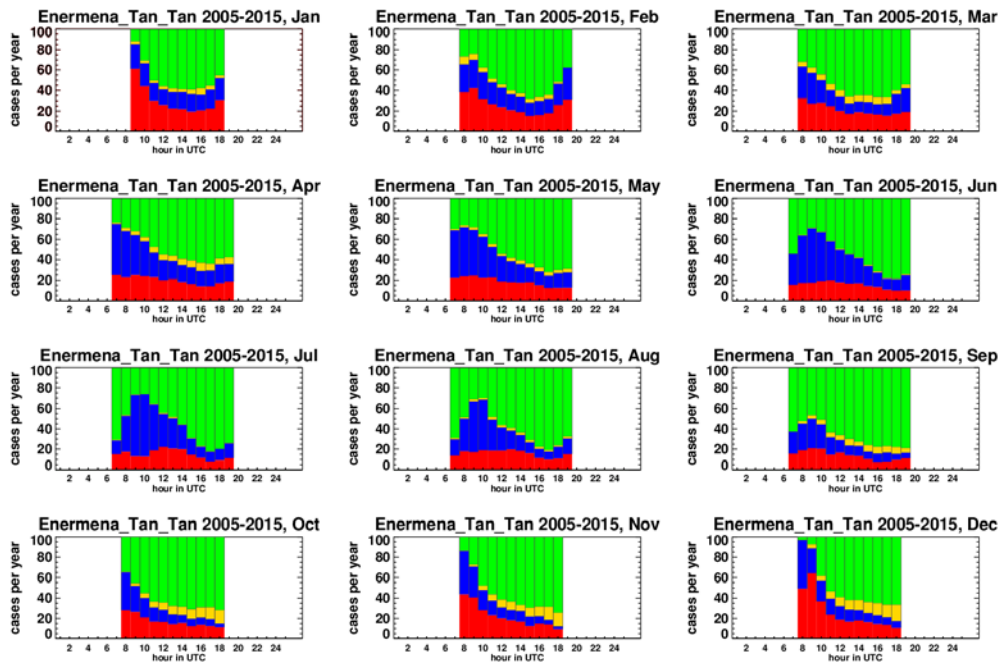 Enermena_Tan_Tan 2005-2015, Jan
cases per year
100
80
60
40
20
0
2 4 6 8 10 12 14 16 18 20 22 24
hour in UTC
Enermena_Tan_Tan 2005-2015, Feb
cases per year
100
80
60
40
20
0
2 4 6 8 10 12 14 16 18 20 22 24
hour in UTC
Enermena_Tan_Tan 2005-2015, Mar
cases per year
100
80
60
40
20
0
2 4 6 8 10 12 14 16 18 20 22 24
hour in UTC
Enermena_Tan_Tan 2005-2015, Apr
cases per year
100
80
60
40
20
0
2 4 6 8 10 12 14 16 18 20 22 24
hour in UTC
Enermena_Tan_Tan 2005-2015, May
cases per year
100
80
60
40
20
0
2 4 6 8 10 12 14 16 18 20 22 24
hour in UTC
Enermena_Tan_Tan 2005-2015, Jun
cases per year
100
80
60
40
20
0
2 4 6 8 10 12 14 16 18 20 22 24
hour in UTC
Enermena_Tan_Tan 2005-2015, Jul
cases per year
100
80
60
40
20
0
2 4 6 8 10 12 14 16 18 20 22 24
hour in UTC
Enermena_Tan_Tan 2005-2015, Aug
cases per year
100
80
60
40
20
0
2 4 6 8 10 12 14 16 18 20 22 24
hour in UTC
Enermena_Tan_Tan 2005-2015, Sep
cases per year
100
80
60
40
20
0
2 4 6 8 10 12 14 16 18 20 22 24
hour in UTC
Enermena_Tan_Tan 2005-2015, Oct
cases per year
100
80
60
40
20
0
2 4 6 8 10 12 14 16 18 20 22 24
hour in UTC
Enermena_Tan_Tan 2005-2015, Nov
cases per year
100
80
60
40
20
0
2 4 6 8 10 12 14 16 18 20 22 24
hour in UTC
Enermena_Tan_Tan 2005-2015, Dec
cases per year
100
80
60
40
20
0
2 4 6 8 10 12 14 16 18 20 22 24
hour in UTC